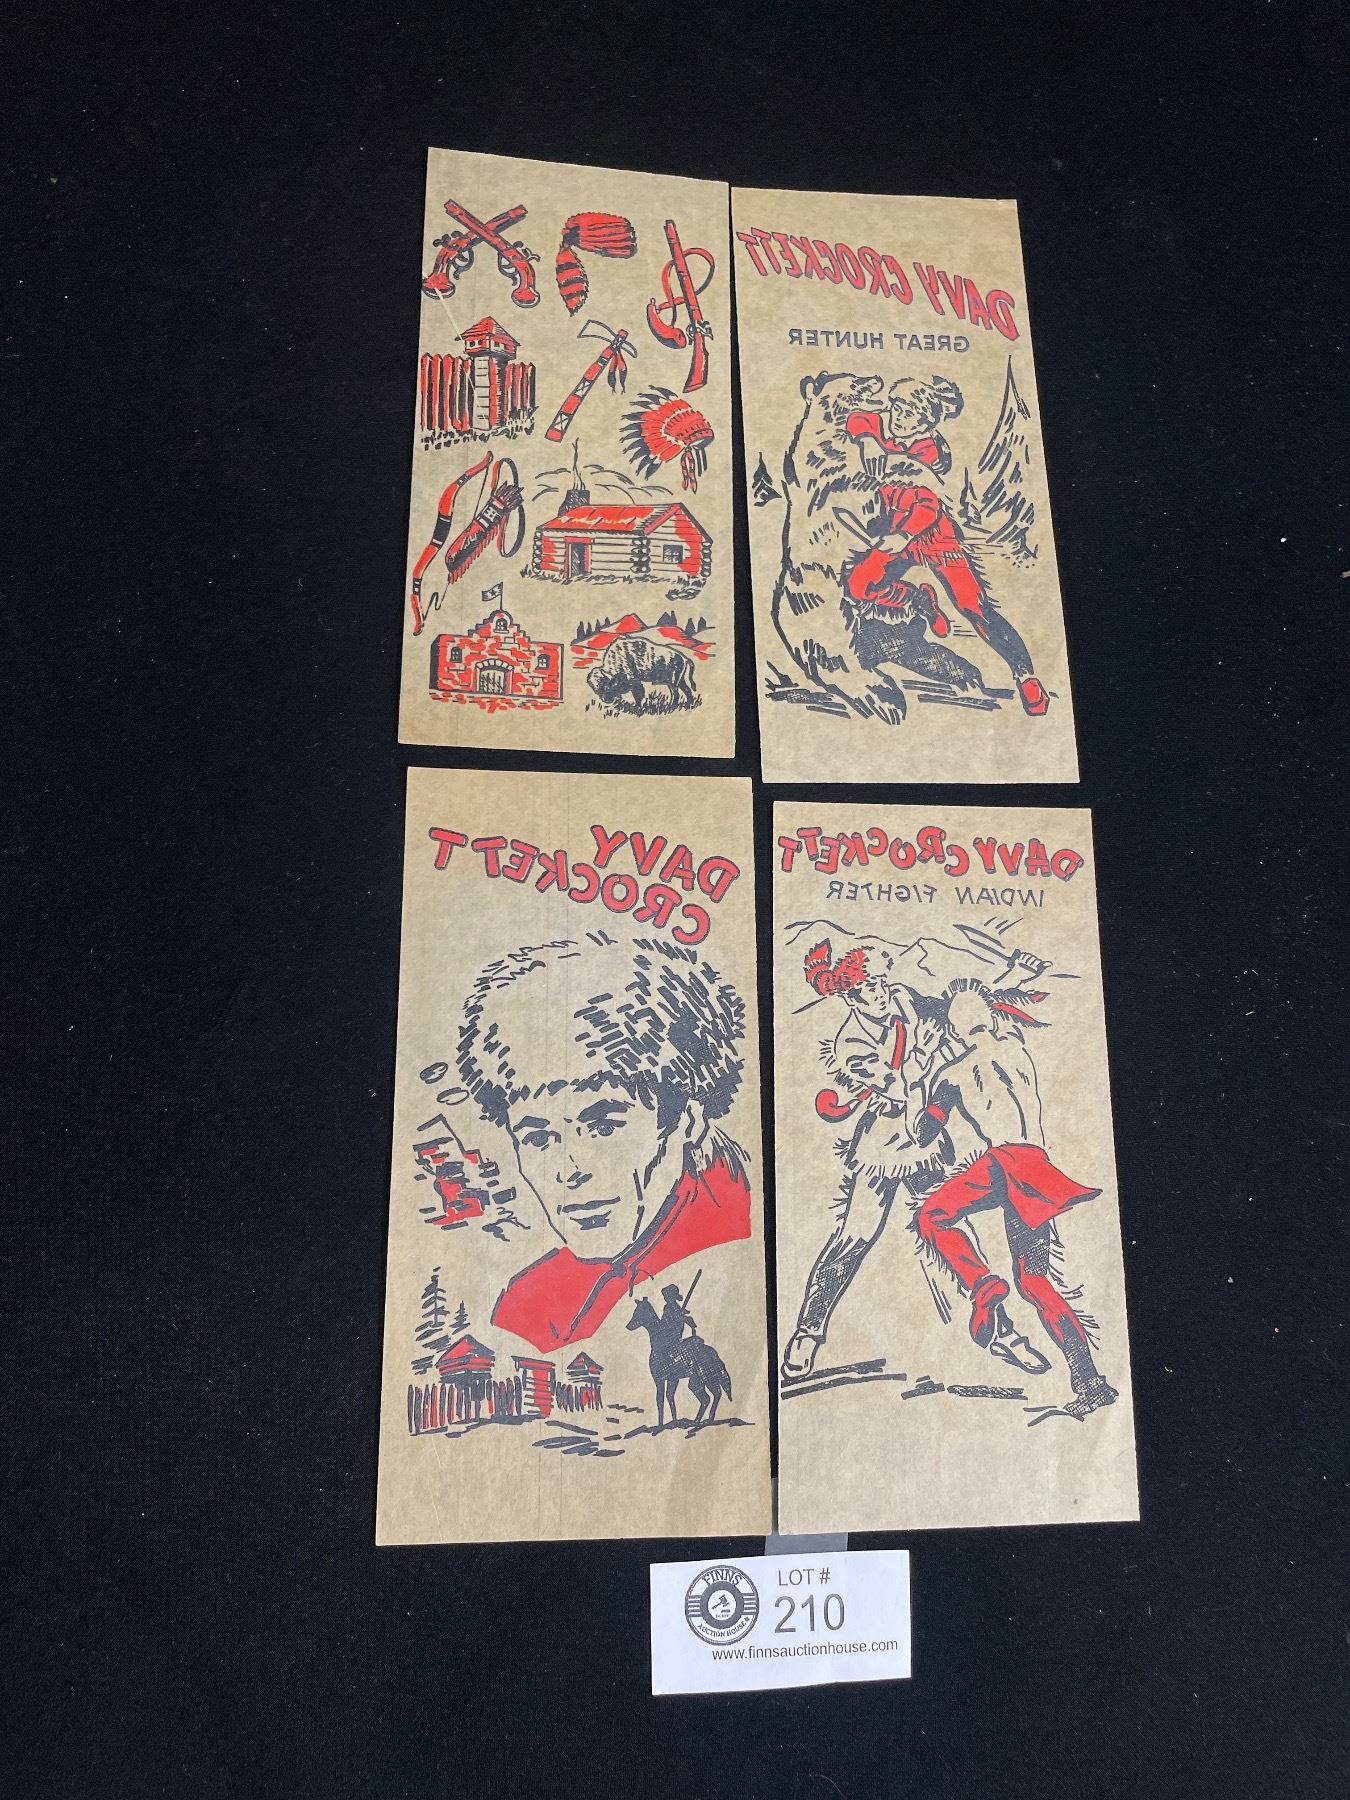 DAVY CROCKETT
GREAT HUNTER
DAVY
CROCKETT
DAVY CROCKETT
INDIAN FIGHTER
FINNS
AUCTION HOUSE
LOT #
210
www.finnsauctionhouse.com